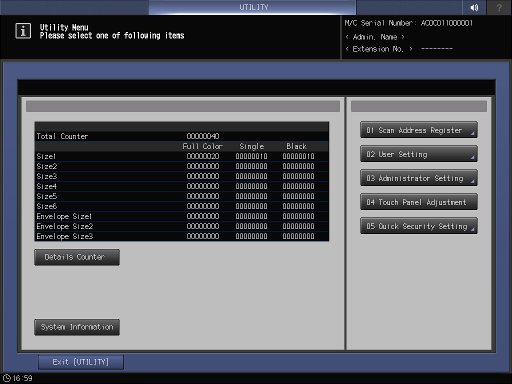 UTILITY
Utility Menu
Please select one of following items
M/C Serial Number: AC0C011000001
< Admin. Name >
< Extension No. > --------
Total Counter 00000040
Full Color Single Black
Size1 00000020 00000010 00000010
Size2 00000000 00000000 00000000
Size3 00000000 00000000 00000000
Size4 00000000 00000000 00000000
Size5 00000000 00000000 00000000
Size6 00000000 00000000 00000000
Envelope Size1 00000000 00000000 00000000
Envelope Size2 00000000 00000000 00000000
Envelope Size3 00000000 00000000 00000000
Details Counter
System Information
01 Scan Address Register
02 User Setting
03 Administrator Setting
04 Touch Panel Adjustment
05 Quick Security Setting
Exit [UTILITY]
16:59